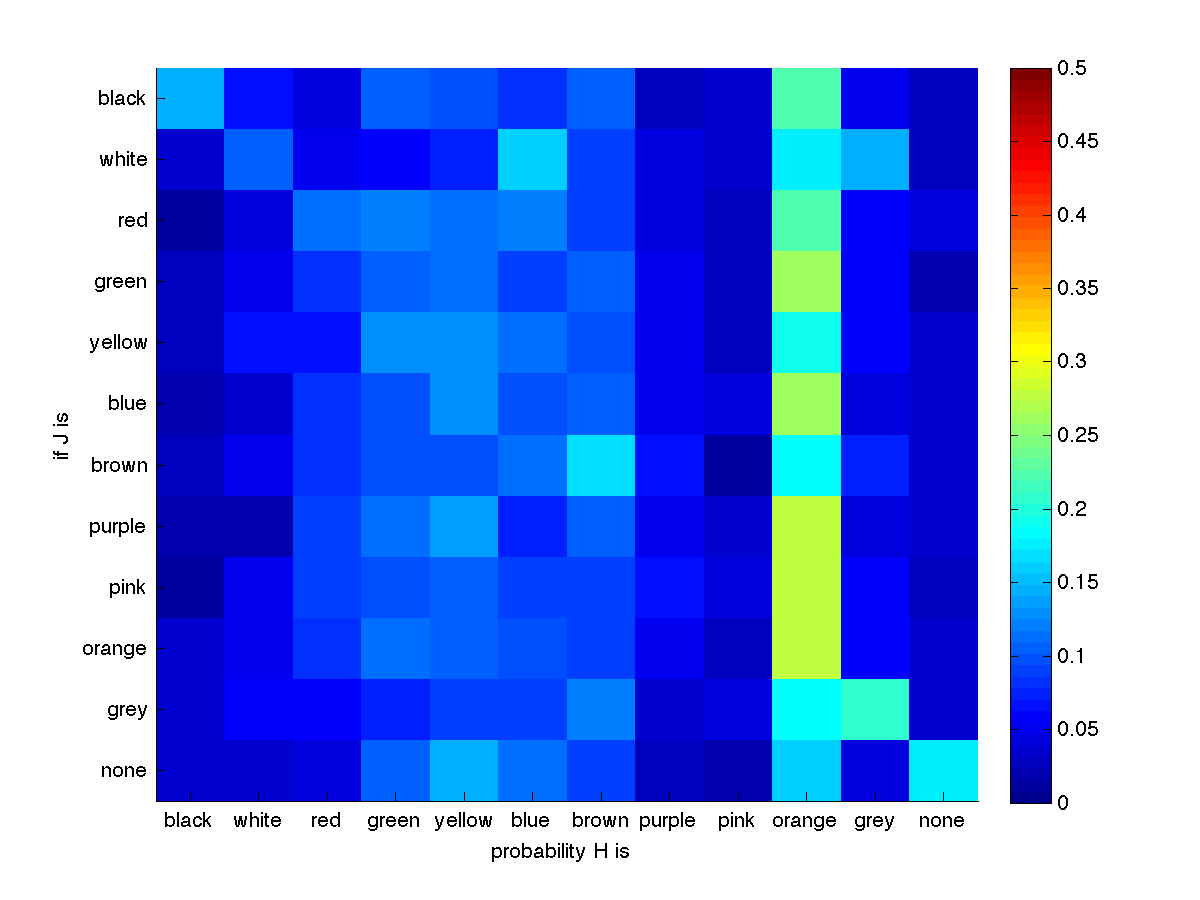 black
white
red
green
yellow
blue
brown
purple
pink
orange
grey
none
if J is
black white red green yellow blue brown purple pink orange grey none
probability H is
0.5
0.45
0.4
0.35
0.3
0.25
0.2
0.15
0.1
0.05
0